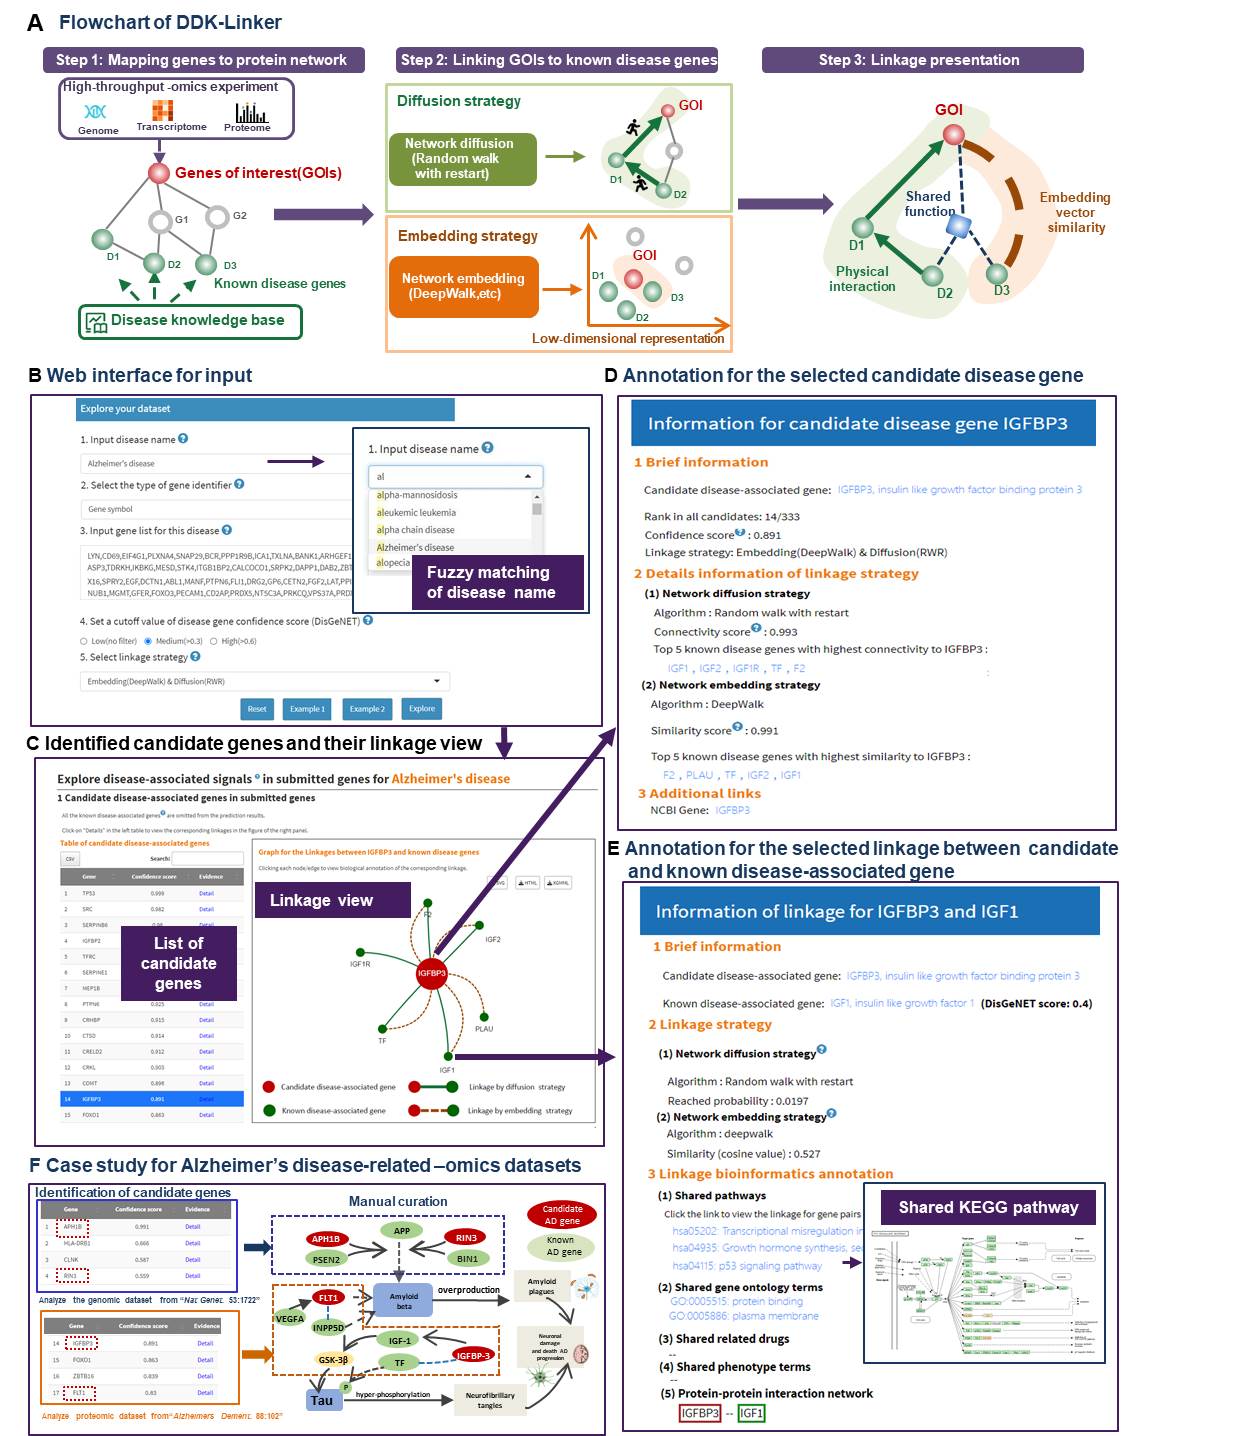 A Flowchart of DDK-Linker
Step 1: Mapping genes to protein network
High-throughput -omics experiment
Genome
Transcriptome
Proteome
Genes of interest(GOIs)
G1
G2
D1
D2
D3
Known disease genes
Disease knowledge base
Step 2: Linking GOIs to known disease genes
Diffusion strategy
Network diffusion
(Random walk
with restart)
GOI
D1
D2
Embedding strategy
Network embedding
(DeepWalk,etc)
GOI
D1
D3
D2
Low-dimensional representation
Step 3: Linkage presentation
GOI
Shared
function
Embedding
vector
similarity
D1
Physical
interaction
D2
D3
B Web interface for input
Explore your dataset
1. Input disease name
Alzheimer's disease
2. Select the type of gene identifier
Gene symbol
3. Input gene list for this disease
LYN,CD69,EIF4G1,PLXNA4,SNAP29,BCR,PPP1R9B,ICA1,TXLNA,BANK1,ARHGEF1
ASP3,TDRKH,IKBKG,MESD,STK4,ITGB1BP2,CALCOCO1,SRPK2,DAPP1,DAB2,ZBT
X16,SPRY2,EGF,DCTN1,ABL1,MANF,PTPN6,FLI1,DRG2,GP6,CETN2,FGF2,LAT,PPI
NUB1,MGMT,GFER,FOXO3,PECAM1,CD2AP,PRDX5,NT5C3A,PRKCQ,VPS37A,PRDX
4. Set a cutoff value of disease gene confidence score (DisGeNET)
Low(no filter) Medium(>0.3) High(>0.6)
5. Select linkage strategy
Embedding(DeepWalk) & Diffusion(RWR)
Reset Example 1 Example 2 Explore
1. Input disease name
al
alpha-mannosidosis
aleukemic leukemia
alpha chain disease
Alzheimer's disease
alopecia
Fuzzy matching
of disease name
C Identified candidate genes and their linkage view
Explore disease-associated signals in submitted genes for Alzheimer's disease
1 Candidate disease-associated genes in submitted genes
All the known disease-associated genes are omitted from the prediction results.
Click on "Details" in the left table to view the corresponding linkages in the figure of the right panel.
Table of candidate disease-associated genes
CSV Search:
Gene Confidence score Evidence
1 TP53 0.999 Detail
2 SRC 0.982 Detail
3 SERPINB6 Detail
4 IGFBP2
5 TFRC
6 SERPINE1
7 MEP1B
8 PTPN6 0.925 Detail
9 CRHBP 0.915 Detail
10 CTSD 0.914 Detail
11 CRELD2 0.912 Detail
12 CRKL 0.903 Detail
13 COMT 0.898 Detail
14 IGFBP3 0.891 Detail
15 FOXO1 0.863 Detail
List of
candidate
genes
Graph for the Linkages between IGFBP3 and known disease genes
Clicking each node/edge to view biological annotation of the corresponding linkage.
SVG HTML XGMML
Linkage view
F2
IGF2
IGF1R
IGFBP3
TF
PLAU
IGF1
Candidate disease-associated gene
Linkage by diffusion strategy
Known disease-associated gene
Linkage by embedding strategy
D Annotation for the selected candidate disease gene
Information for candidate disease gene IGFBP3
1 Brief information
Candidate disease-associated gene: IGFBP3, insulin like growth factor binding protein 3
Rank in all candidates: 14/333
Confidence score : 0.891
Linkage strategy: Embedding(DeepWalk) & Diffusion(RWR)
2 Details information of linkage strategy
(1) Network diffusion strategy
Algorithm : Random walk with restart
Connectivity score : 0.993
Top 5 known disease genes with highest connectivity to IGFBP3 :
IGF1 , IGF2 , IGF1R , TF , F2
:
(2) Network embedding strategy
Algorithm : DeepWalk
Similarity score : 0.991
Top 5 known disease genes with highest similarity to IGFBP3 :
F2 , PLAU , TF , IGF2 , IGF1
3 Additional links
NCBI Gene: IGFBP3
E Annotation for the selected linkage between candidate
and known disease-associated gene
Information of linkage for IGFBP3 and IGF1
1 Brief information
Candidate disease-associated gene: IGFBP3, insulin like growth factor binding protein 3
Known disease-associated gene: IGF1, insulin like growth factor 1 (DisGeNET score: 0.4)
2 Linkage strategy
(1) Network diffusion strategy
Algorithm : Random walk with restart
Reached probability : 0.0197
(2) Network embedding strategy
Algorithm : deepwalk
Similarity (cosine value) : 0.527
3 Linkage bioinformatics annotation
(1) Shared pathways
Click the link to view the linkage for gene pairs
hsa05202: Transcriptional misregulation in
hsa04935: Growth hormone synthesis, sec
hsa04115: p53 signaling pathway
(2) Shared gene ontology terms
GO:0005515: protein binding
GO:0005886: plasma membrane
(3) Shared related drugs
--
(4) Shared phenotype terms
--
(5) Protein-protein interaction network
IGFBP3 -- IGF1
Shared KEGG pathway
F Case study for Alzheimer's disease-related –omics datasets
Identification of candidate genes
Gene Confidence score Evidence
1 APH1B 0.991 Detail
2 HLA-DRB1 0.666 Detail
3 CLNK 0.587 Detail
4 RIN3 0.559 Detail
Analyze the genomic dataset from "Nat Genet. 53:1722"
Gene Confidence score Evidence
14 IGFBP3 0.891 Detail
15 FOXO1 0.863 Detail
16 ZBTB16 0.839 Detail
17 FLT1 0.83 Detail
Analyze proteomic dataset from "Alzheimers Dement. 88:102"
Manual curation
APH1B
PSEN2
APP
RIN3
BIN1
FLT1
VEGFA
INPP5D
Amyloid
beta
overproduction
IGF-1
GSK-3β
TF
IGFBP-3
P
Tau
hyper-phosphorylation
Neurofibrillary
tangles
Candidate
AD gene
Known
AD gene
Amyloid
plagues
Neuronal
damage
and death AD
progression